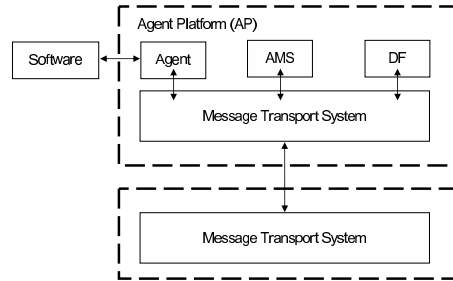 Agent Platform (AP)
Software
Agent
AMS
DF
Message Transport System
Message Transport System